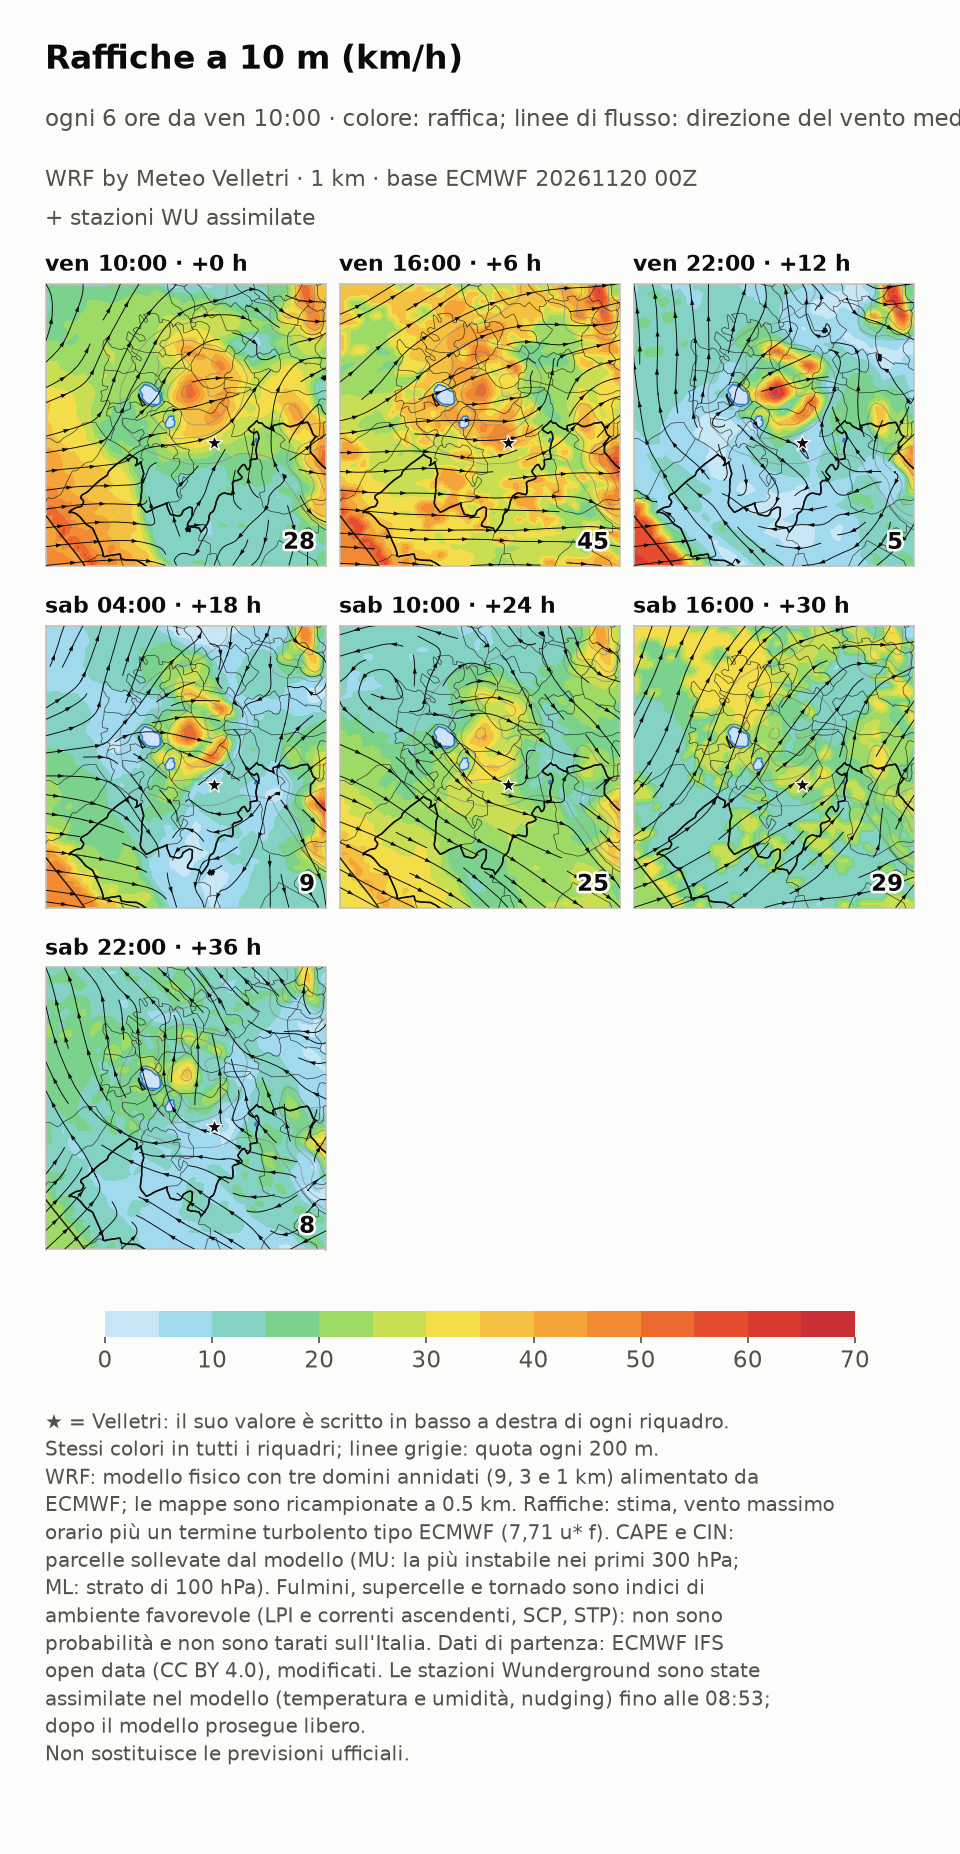 Raffiche a 10 m (km/h)
ogni 6 ore da ven 10:00 · colore: raffica; linee di flusso: direzione del vento med
WRF by Meteo Velletri · 1 km · base ECMWF 20261120 00Z
+ stazioni WU assimilate
ven 10:00 · +0 h
ven 16:00 · +6 h
ven 22:00 · +12 h
28
45
5
sab 04:00 · +18 h
sab 10:00 · +24 h
sab 16:00 · +30 h
9
25
29
sab 22:00 · +36 h
8
0 10 20 30 40 50 60 70
★ = Velletri: il suo valore è scritto in basso a destra di ogni riquadro.
Stessi colori in tutti i riquadri; linee grigie: quota ogni 200 m.
WRF: modello fisico con tre domini annidati (9, 3 e 1 km) alimentato da
ECMWF; le mappe sono ricampionate a 0.5 km. Raffiche: stima, vento massimo
orario più un termine turbolento tipo ECMWF (7,71 u* f). CAPE e CIN:
parcelle sollevate dal modello (MU: la più instabile nei primi 300 hPa;
ML: strato di 100 hPa). Fulmini, supercelle e tornado sono indici di
ambiente favorevole (LPI e correnti ascendenti, SCP, STP): non sono
probabilità e non sono tarati sull'Italia. Dati di partenza: ECMWF IFS
open data (CC BY 4.0), modificati. Le stazioni Wunderground sono state
assimilate nel modello (temperatura e umidità, nudging) fino alle 08:53;
dopo il modello prosegue libero.
Non sostituisce le previsioni ufficiali.